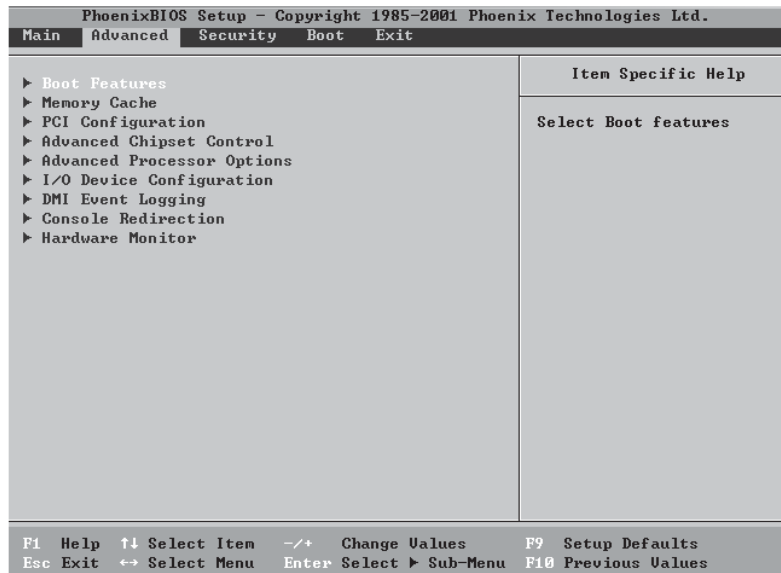 PhoenixBIOS Setup – Copyright 1985-2001 Phoenix Technologies Ltd.
Main Advanced Security Boot Exit
▶ Boot Features
▶ Memory Cache
▶ PCI Configuration
▶ Advanced Chipset Control
▶ Advanced Processor Options
▶ I/O Device Configuration
▶ DMI Event Logging
▶ Console Redirection
▶ Hardware Monitor
Item Specific Help
Select Boot features
F1 Help ↑↓ Select Item -/+ Change Values F9 Setup Defaults
Esc Exit ↔ Select Menu Enter Select ▶ Sub-Menu F10 Previous Values